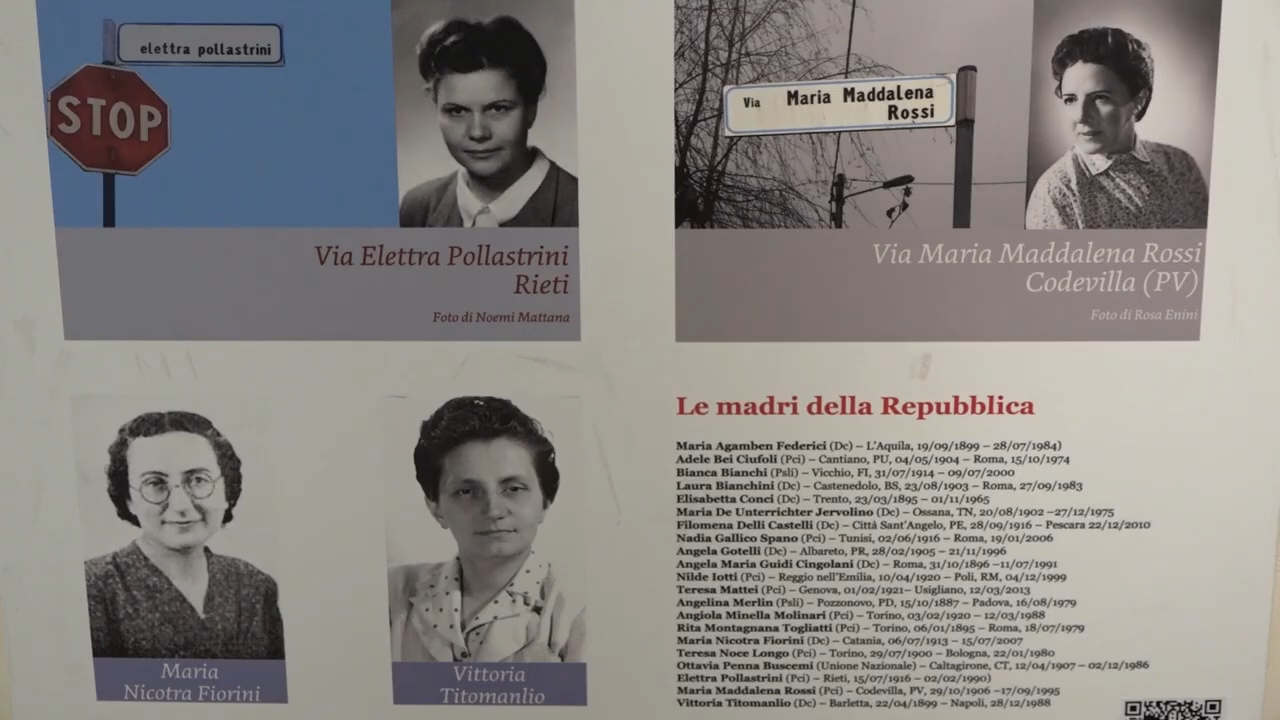 elettra pollastrini
STOP
Via Elettra Pollastrini
Rieti
Foto di Noemi Mattana
Via Maria Maddalena
Rossi
Via Maria Maddalena Rossi
Codevilla (PV)
Foto di Rosa Enini
Maria
Nicotra Fiorini
Vittoria
Titomanlio
Le madri della Repubblica
Maria Agamben Federici (Dc) – L'Aquila, 19/09/1899 – 28/07/1984)
Adele Bei Ciufoli (Pci) – Cantiano, PU, 04/05/1904 – Roma, 15/10/1974
Bianca Bianchi (Psli) – Vicchio, FI, 31/07/1914 – 09/07/2000
Laura Bianchini (Dc) – Castenedolo, BS, 23/08/1903 – Roma, 27/09/1983
Elisabetta Conci (Dc) – Trento, 23/03/1895 – 01/11/1965
Maria De Unterrichter Jervolino (Dc) – Ossana, TN, 20/08/1902 –27/12/1975
Filomena Delli Castelli (Dc) – Città Sant'Angelo, PE, 28/09/1916 – Pescara 22/12/2010
Nadia Gallico Spano (Pci) – Tunisi, 02/06/1916 – Roma, 19/01/2006
Angela Gotelli (Dc) – Albareto, PR, 28/02/1905 – 21/11/1996
Angela Maria Guidi Cingolani (Dc) – Roma, 31/10/1896 –11/07/1991
Nilde Iotti (Pci) – Reggio nell'Emilia, 10/04/1920 – Poli, RM, 04/12/1999
Teresa Mattei (Pci) – Genova, 01/02/1921– Usigliano, 12/03/2013
Angelina Merlin (Psli) – Pozzonovo, PD, 15/10/1887 – Padova, 16/08/1979
Angiola Minella Molinari (Pci) – Torino, 03/02/1920 – 12/03/1988
Rita Montagnana Togliatti (Pci) – Torino, 06/01/1895 – Roma, 18/07/1979
Maria Nicotra Fiorini (Dc) – Catania, 06/07/1913 – 15/07/2007
Teresa Noce Longo (Pci) – Torino, 29/07/1900 – Bologna, 22/01/1980
Ottavia Penna Buscemi (Unione Nazionale) – Caltagirone, CT, 12/04/1907 – 02/12/1986
Elettra Pollastrini (Pci) – Rieti, 15/07/1916 – 02/02/1990)
Maria Maddalena Rossi (Pci) – Codevilla, PV, 29/10/1906 –17/09/1995
Vittoria Titomanlio (Dc) – Barletta, 22/04/1899 – Napoli, 28/12/1988